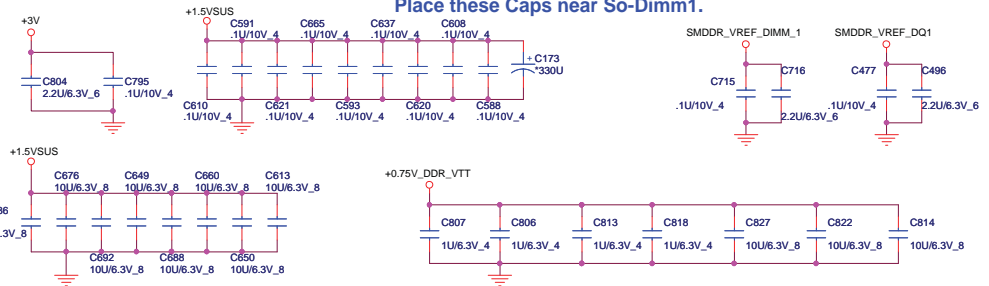 Place these Caps near So-Dimm1.
+3V
C804
2.2U/6.3V_6
C795
.1U/10V_4
+1.5VSUS
C591
.1U/10V_4
C665
.1U/10V_4
C637
.1U/10V_4
C608
.1U/10V_4
+
C173
*330U
C610
.1U/10V_4
C621
.1U/10V_4
C593
.1U/10V_4
C620
.1U/10V_4
C588
.1U/10V_4
SMDDR_VREF_DIMM_1
C715
.1U/10V_4
C716
2.2U/6.3V_6
SMDDR_VREF_DQ1
C477
.1U/10V_4
C496
2.2U/6.3V_6
+1.5VSUS
C676
10U/6.3V_8
C649
10U/6.3V_8
C660
10U/6.3V_8
C613
10U/6.3V_8
C692
10U/6.3V_8
C688
10U/6.3V_8
C650
10U/6.3V_8
+0.75V_DDR_VTT
C807
1U/6.3V_4
C806
1U/6.3V_4
C813
1U/6.3V_4
C818
1U/6.3V_4
C827
10U/6.3V_8
C822
10U/6.3V_8
C814
10U/6.3V_8